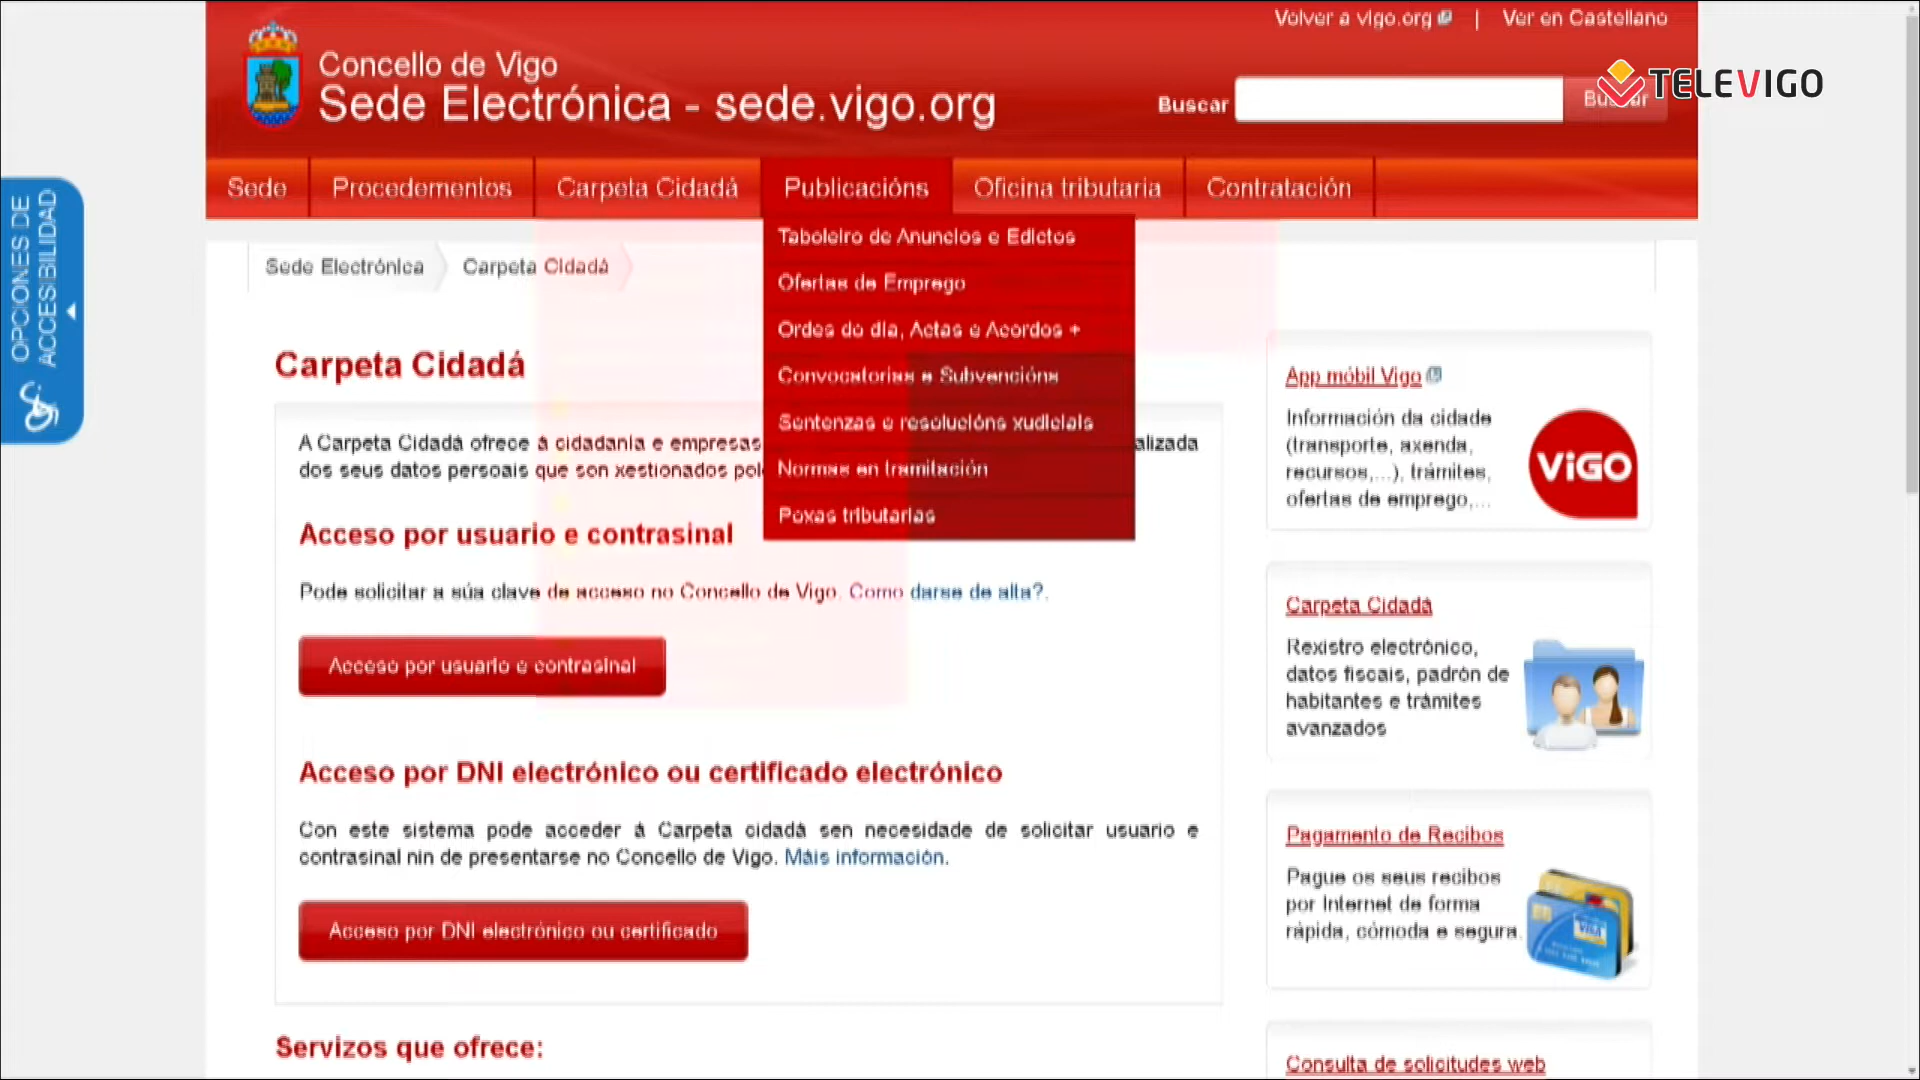 Volver a vigo.org | Ver en Castellano
Concello de Vigo
Sede Electrónica - sede.vigo.org
Buscar
TELEVIGO
Sede
Procedementos
Carpeta Cidadá
Publicacións
Oficina tributaria
Contratación
Taboleiro de Anuncios e Edictos
Ofertas de Emprego
Ordes do día, Actas e Acordos +
Convocatorias e Subvencións
Sentenzas e resolucións xudiciais
Normas en tramitación
Poxas tributarias
OPCIONES DE
ACCESIBILIDAD
Sede Electrónica
Carpeta Cidadá
Carpeta Cidadá
A Carpeta Cidadá ofrece á cidadanía e empresas alizada
dos seus datos persoais que son xestionados pol
Acceso por usuario e contrasinal
Pode solicitar a súa clave de acceso no Concello de Vigo. Como darse de alta?.
Acceso por usuario e contrasinal
Acceso por DNI electrónico ou certificado electrónico
Con este sistema pode acceder á Carpeta cidadá sen necesidade de solicitar usuario e
contrasinal nin de presentarse no Concello de Vigo. Máis información.
Acceso por DNI electrónico ou certificado
Servizos que ofrece:
App móbil Vigo
Información da cidade
(transporte, axenda,
recursos,...), trámites,
ofertas de emprego,...
ViGO
Carpeta Cidadá
Rexistro electrónico,
datos fiscais, padrón de
habitantes e trámites
avanzados
Pagamento de Recibos
Pague os seus recibos
por Internet de forma
rápida, cómoda e segura.
VISA
Consulta de solicitudes web